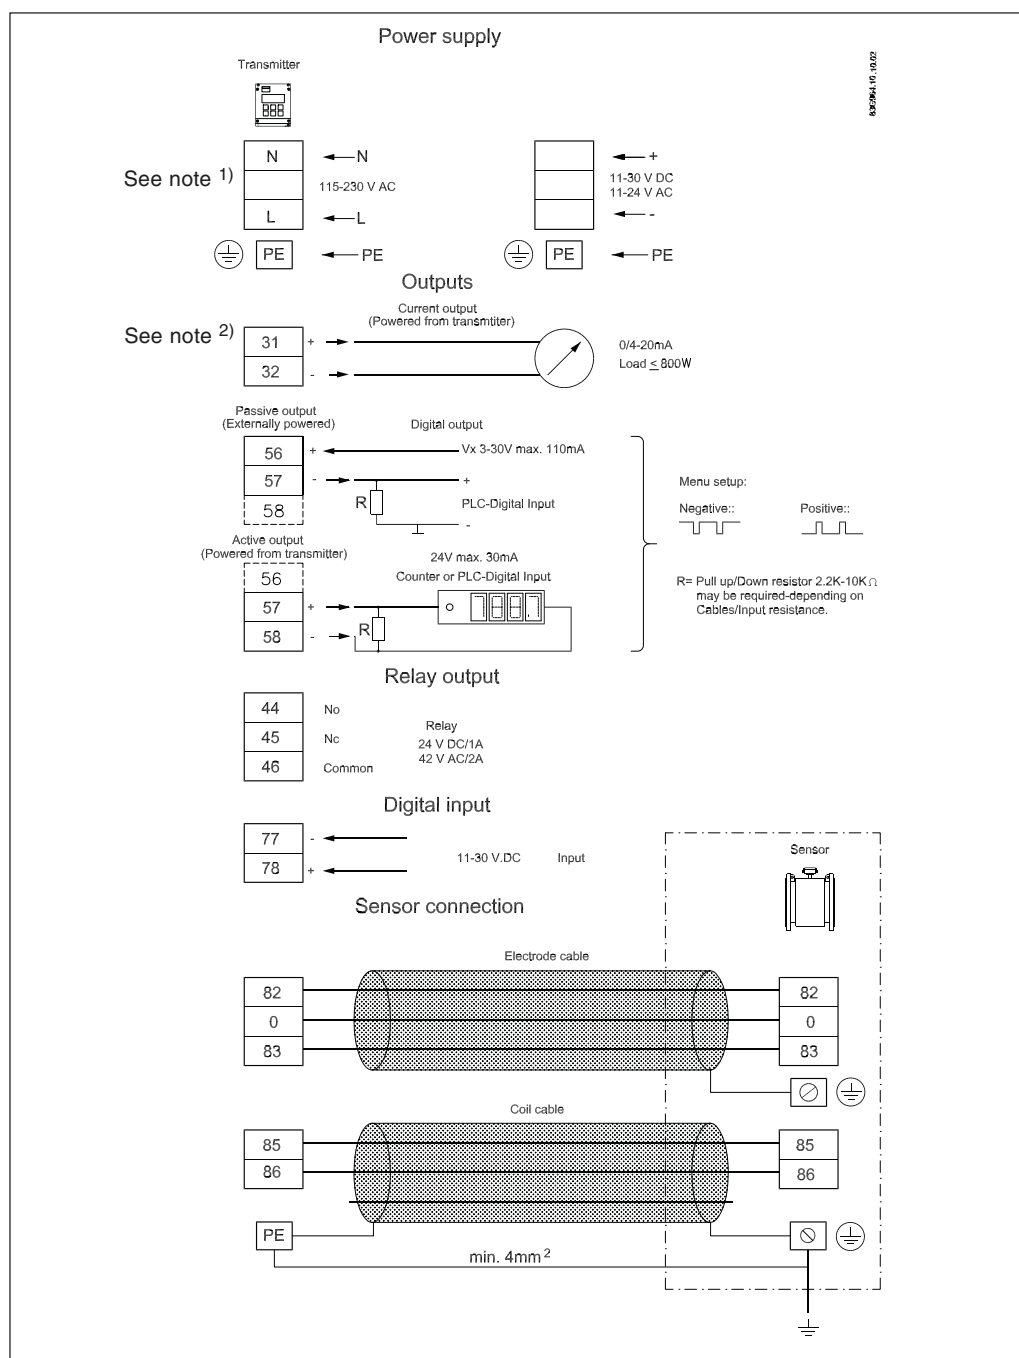 Power supply
Transmitter
83G964.10.10.02
See note 1)
N
N
115-230 V AC
L
L
PE
PE
+
11-30 V DC
11-24 V AC
-
PE
PE
Outputs
Current output
(Powered from transmtiter)
See note 2)
31
+
32
-
0/4-20mA
Load ≤ 800W
Passive output
(Externally powered)
Digital output
56
+
Vx 3-30V max. 110mA
57
-
+
R
PLC-Digital Input
58
-
Menu setup:
Negative::
Positive::
Active output
(Powered from transmitter)
24V max. 30mA
Counter or PLC-Digital Input
56
57
+
58
-
R
R= Pull up/Down resistor 2.2K-10KΩ
may be required-depending on
Cables/Input resistance.
Relay output
44
No
45
Nc
46
Common
Relay
24 V DC/1A
42 V AC/2A
Digital input
77
-
78
+
11-30 V.DC
Input
Sensor
Sensor connection
Electrode cable
82
82
0
0
83
83
Coil cable
85
85
86
86
PE
min. 4mm2